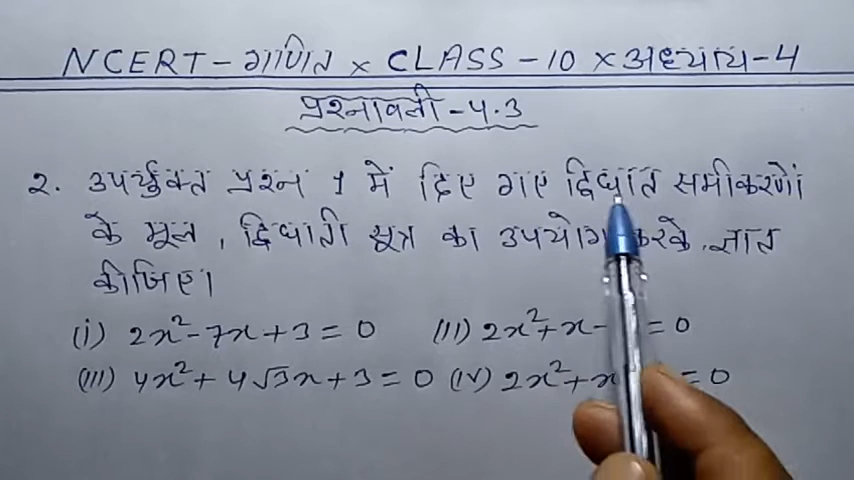 NCERT - गणित × CLASS - 10 × अध्याय - 4
प्रश्नावली - 4.3
2. उपर्युक्त प्रश्न 1 में दिए गए द्विघात समीकरणों
के मूल, द्विघाती सूत्र का उपयोग करके, ज्ञात
कीजिए।
(i) 2x² - 7x + 3 = 0 (II) 2x² + x - = 0
(III) 4x² + 4√3x + 3 = 0 (IV) 2x² + x = 0